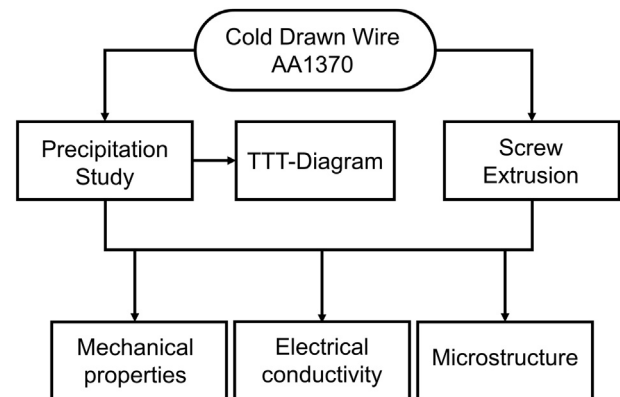 Cold Drawn Wire
AA1370
Precipitation
Study
TTT-Diagram
Screw
Extrusion
Mechanical
properties
Electrical
conductivity
Microstructure